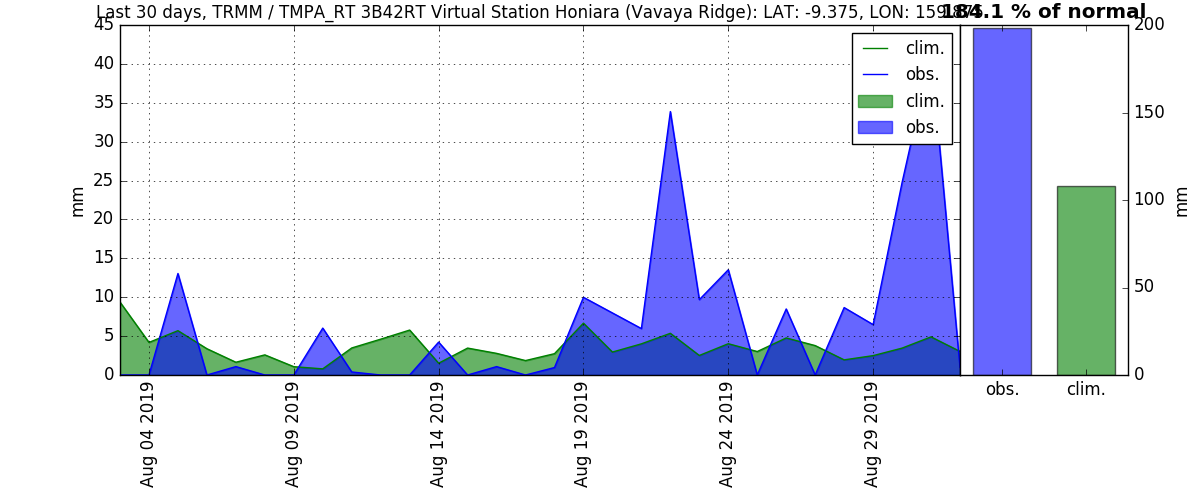 Last 30 days, TRMM / TMPA_RT 3B42RT Virtual Station Honiara (Vavaya Ridge): LAT: -9.375, LON: 159.875
184.1 % of normal
45
40
35
30
25
20
15
10
5
0
mm
clim.
obs.
clim.
obs.
200
150
100
50
0
mm
obs.
clim.
Aug 04 2019
Aug 09 2019
Aug 14 2019
Aug 19 2019
Aug 24 2019
Aug 29 2019